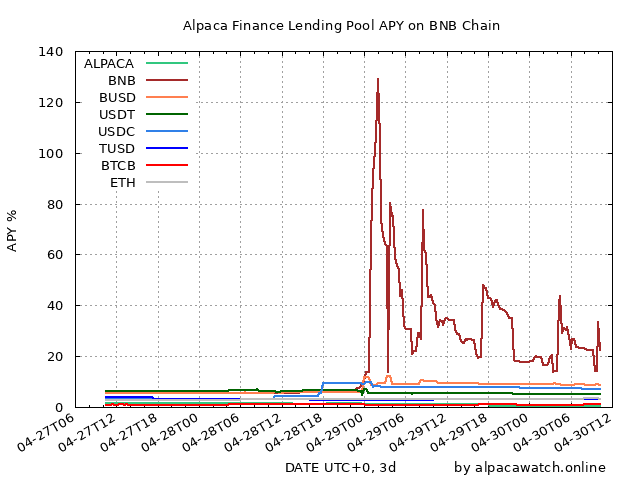 Alpaca Finance Lending Pool APY on BNB Chain
140
120
100
80
60
40
20
0
APY %
ALPACA
BNB
BUSD
USDT
USDC
TUSD
BTCB
ETH
04-27T06
04-27T12
04-27T18
04-28T00
04-28T06
04-28T12
04-28T18
04-29T00
04-29T06
04-29T12
04-29T18
04-30T00
04-30T06
04-30T12
DATE UTC+0, 3d
by alpacawatch.online